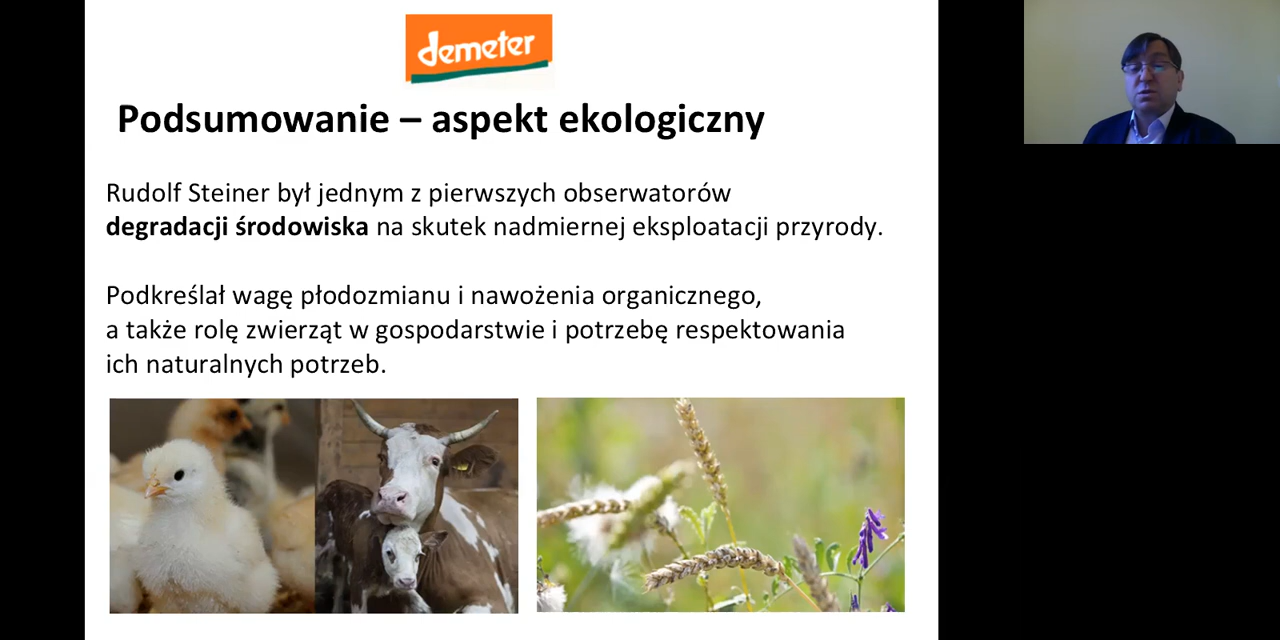 demeter
Podsumowanie – aspekt ekologiczny
Rudolf Steiner był jednym z pierwszych obserwatorów
degradacji środowiska na skutek nadmiernej eksploatacji przyrody.
Podkreślał wagę płodozmianu i nawożenia organicznego,
a także rolę zwierząt w gospodarstwie i potrzebę respektowania
ich naturalnych potrzeb.